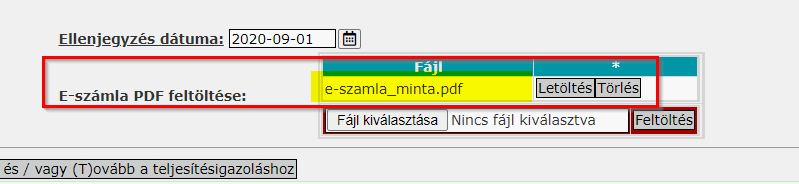 Ellenjegyzés dátuma: 2020-09-01
Fájl *
E-számla PDF feltöltése: e-szamla_minta.pdf Letöltés Törlés
Fájl kiválasztása Nincs fájl kiválasztva Feltöltés
és / vagy (T)ovább a teljesítésigazoláshoz